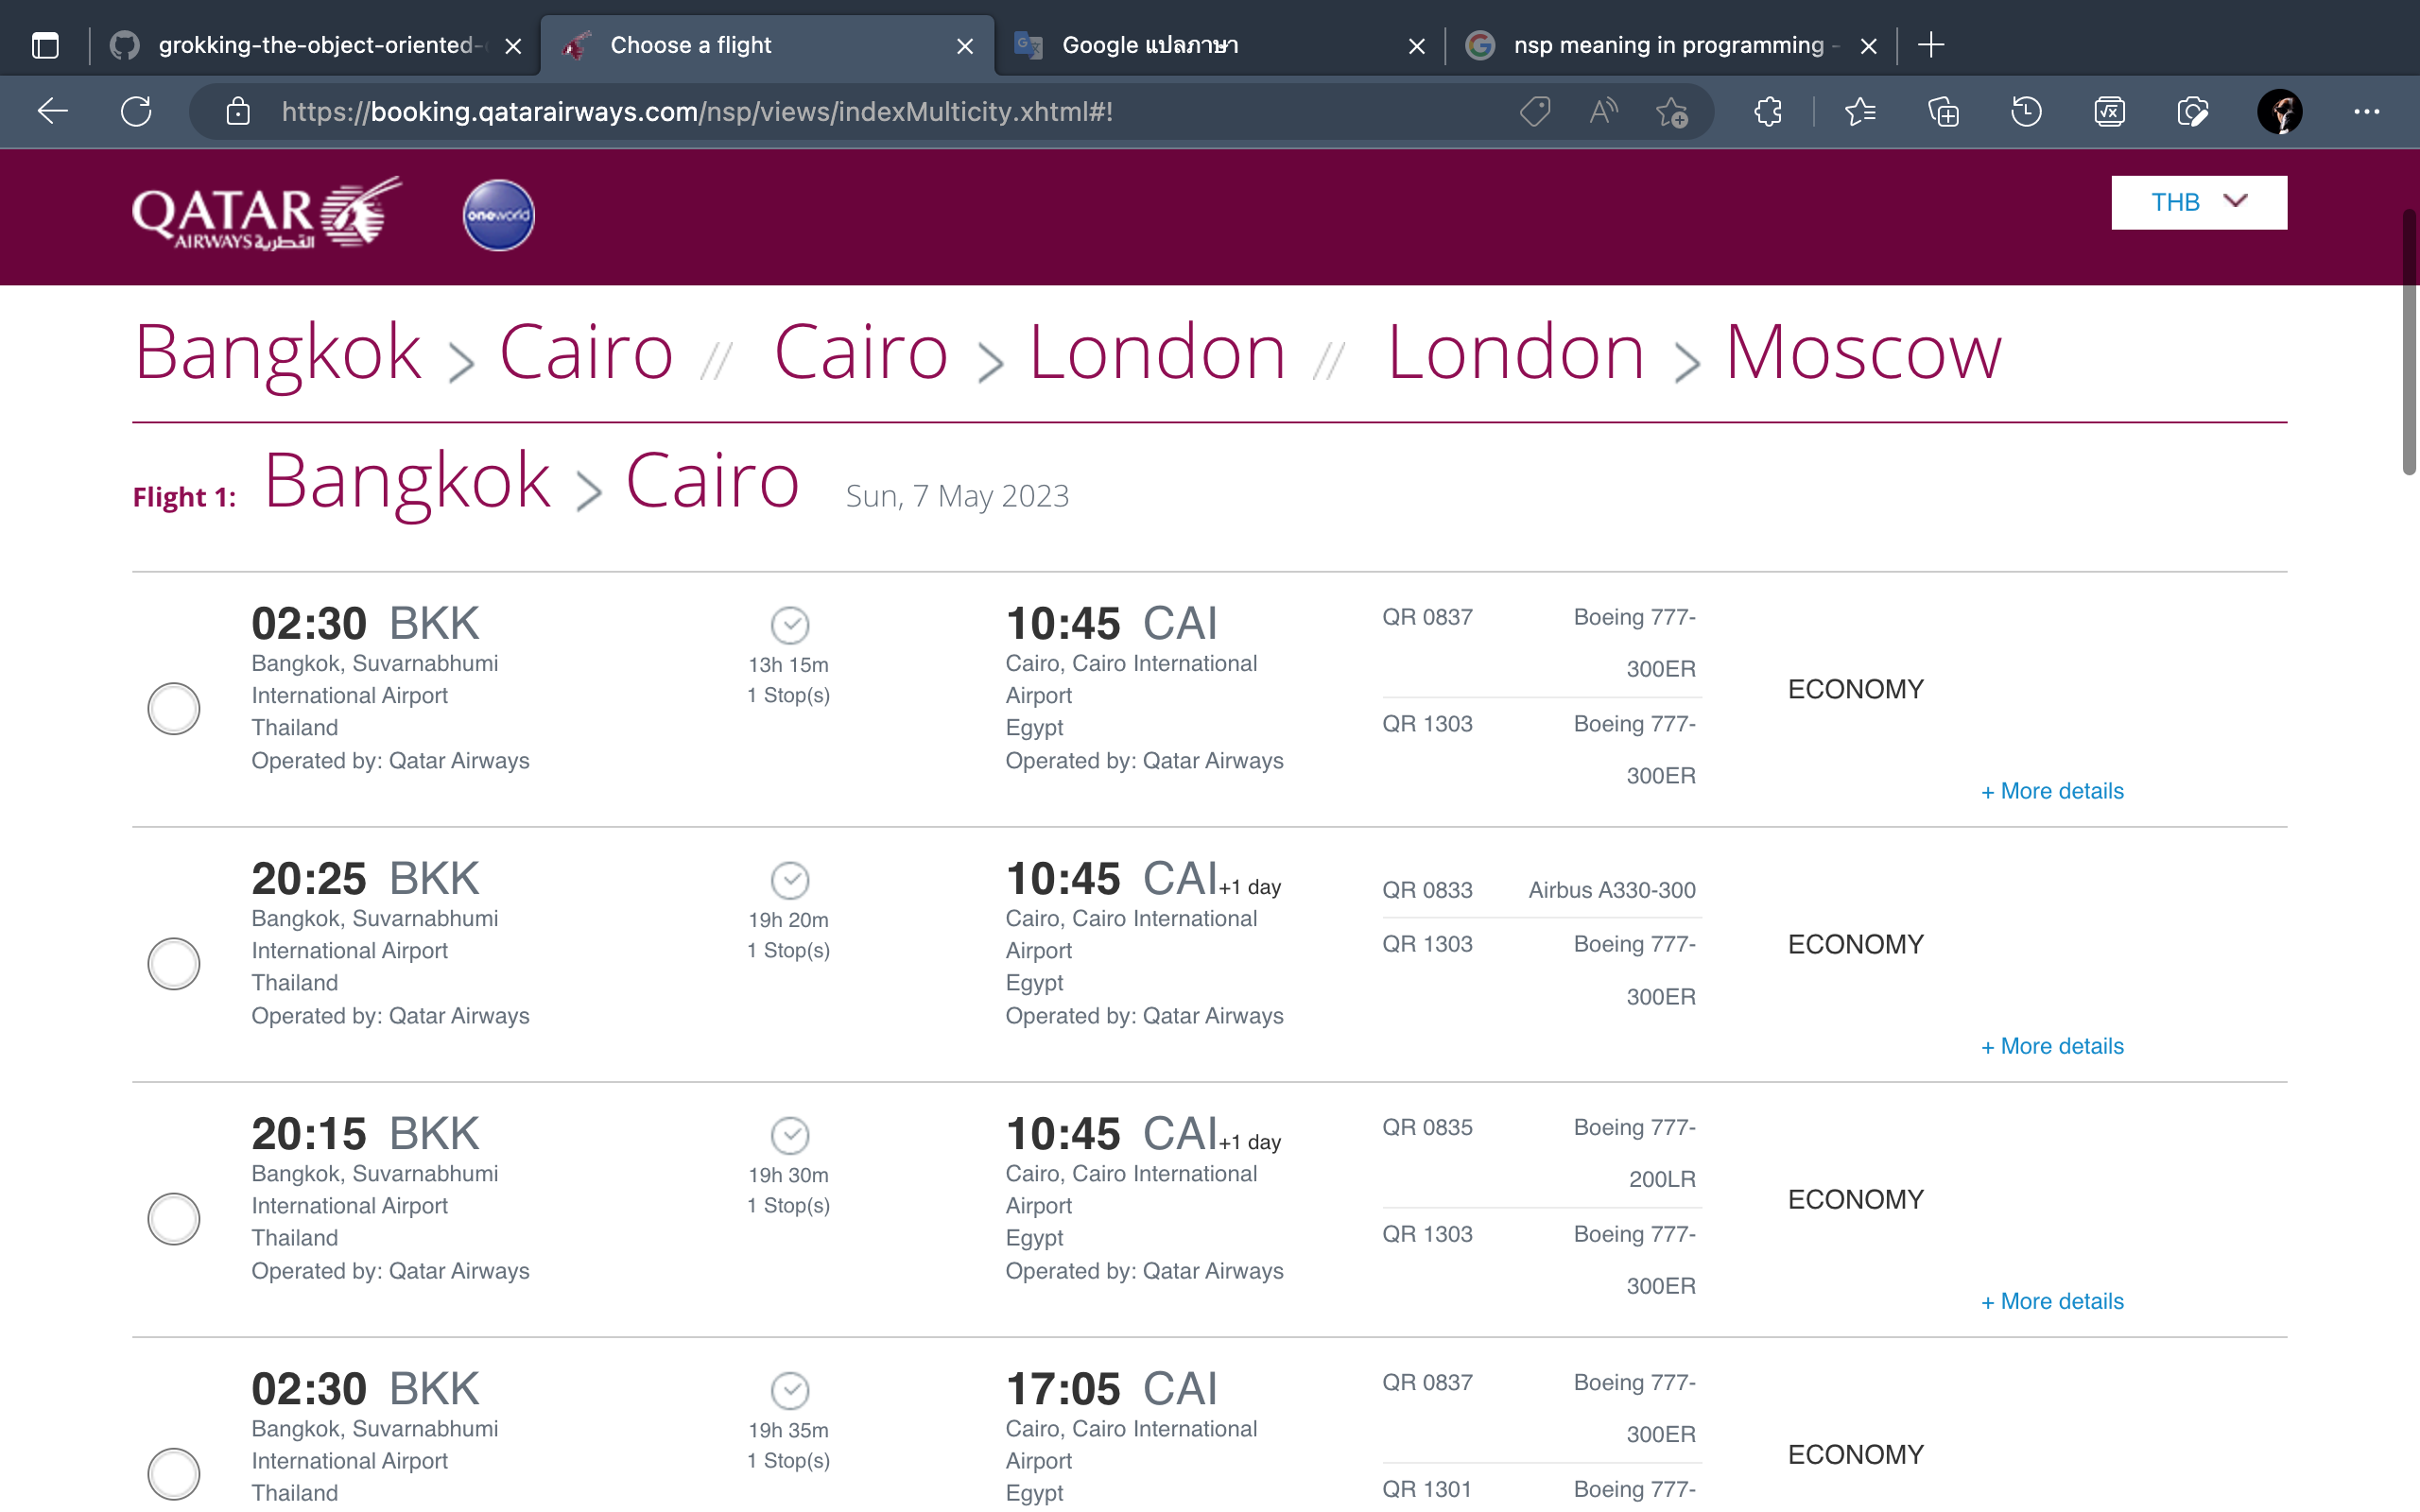 grokking-the-object-oriented-
Choose a flight
Google แปลภาษา
nsp meaning in programming -
https://booking.qatarairways.com/nsp/views/indexMulticity.xhtml#!
QATAR
AIRWAYS القطرية
oneworld
THB
Bangkok > Cairo // Cairo > London // London > Moscow
Flight 1: Bangkok > Cairo Sun, 7 May 2023
02:30 BKK
Bangkok, Suvarnabhumi
International Airport
Thailand
Operated by: Qatar Airways
13h 15m
1 Stop(s)
10:45 CAI
Cairo, Cairo International
Airport
Egypt
Operated by: Qatar Airways
QR 0837 Boeing 777-
300ER
QR 1303 Boeing 777-
300ER
ECONOMY
+ More details
20:25 BKK
Bangkok, Suvarnabhumi
International Airport
Thailand
Operated by: Qatar Airways
19h 20m
1 Stop(s)
10:45 CAI+1 day
Cairo, Cairo International
Airport
Egypt
Operated by: Qatar Airways
QR 0833 Airbus A330-300
QR 1303 Boeing 777-
300ER
ECONOMY
+ More details
20:15 BKK
Bangkok, Suvarnabhumi
International Airport
Thailand
Operated by: Qatar Airways
19h 30m
1 Stop(s)
10:45 CAI+1 day
Cairo, Cairo International
Airport
Egypt
Operated by: Qatar Airways
QR 0835 Boeing 777-
200LR
QR 1303 Boeing 777-
300ER
ECONOMY
+ More details
02:30 BKK
Bangkok, Suvarnabhumi
International Airport
Thailand
19h 35m
1 Stop(s)
17:05 CAI
Cairo, Cairo International
Airport
Egypt
QR 0837 Boeing 777-
300ER
QR 1301 Boeing 777-
ECONOMY